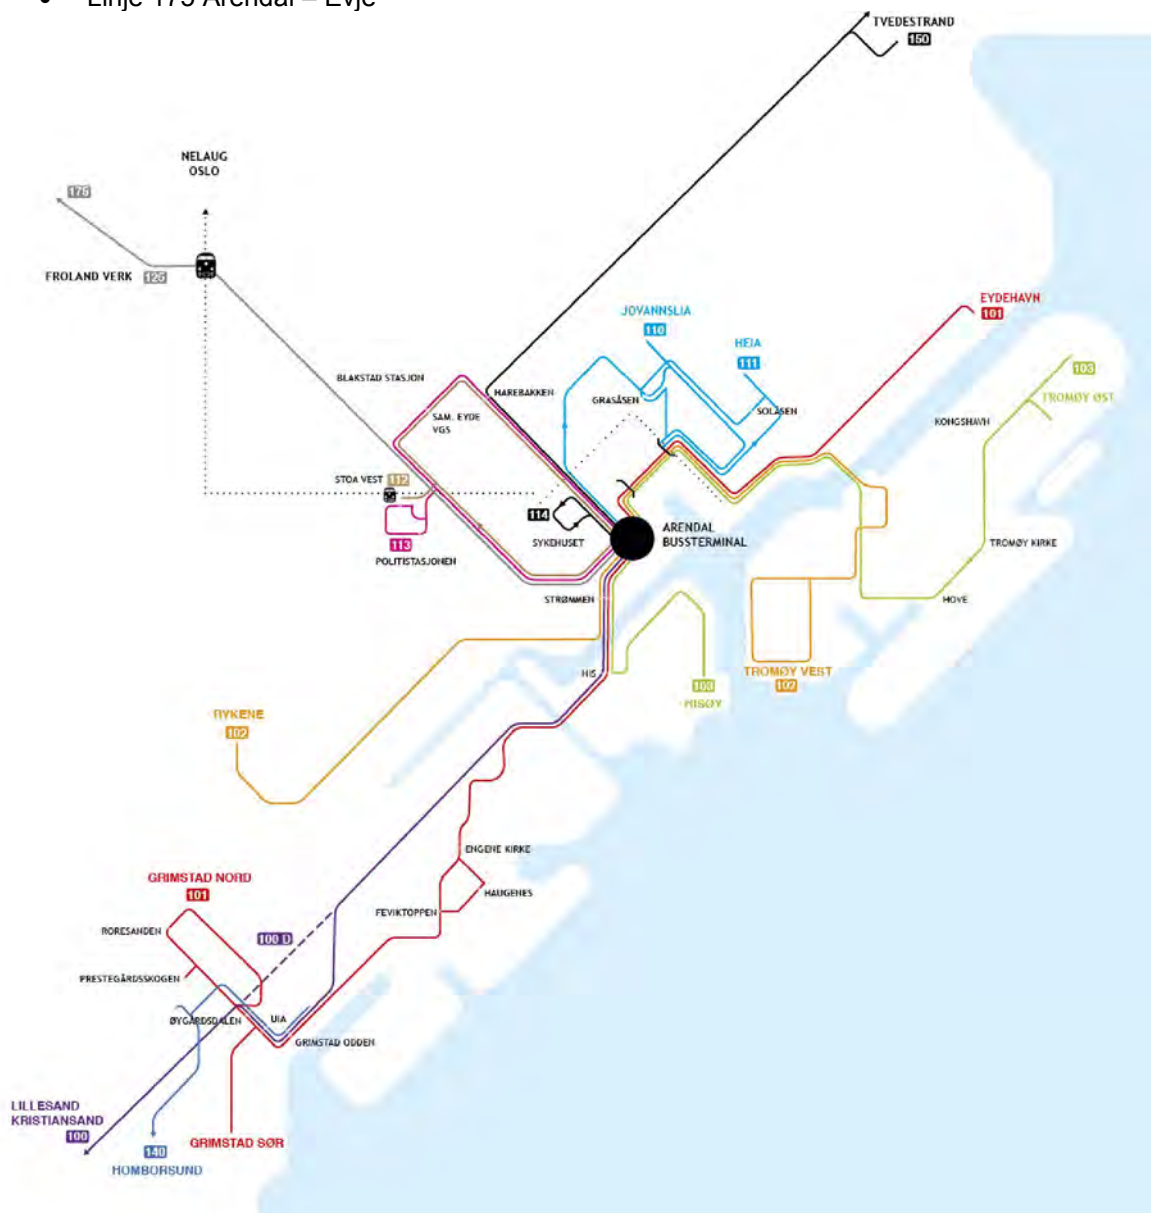 • Linje 175 Arendal – Evje
TVEDESTRAND
150
NELAUG
OSLO
175
FROLAND VERK 125
EYDEHAVN
101
JOVANNSLIA
110
HEIA
111
103
TROMØY ØST
BLAKSTAD STASJON
HAREBAKKEN
GRASÅSEN
SOLÅSEN
SAM. EYDE
VGS
KONGSHAVN
STOA VEST 112
114
SYKEHUSET
ARENDAL
BUSSTERMINAL
113
POLITISTASJONEN
TROMØY KIRKE
STRØMMEN
HOVE
HIS
TROMØY VEST
102
103
HISØY
RYKENE
102
ENGENE KIRKE
GRIMSTAD NORD
101
HAUGENES
FEVIKTOPPEN
RORESANDEN
100 D
PRESTEGÅRDSSKOGEN
ØYGARDSDALEN
UIA
GRIMSTAD ODDEN
LILLESAND
KRISTIANSAND
100
GRIMSTAD SØR
140
HOMBORSUND